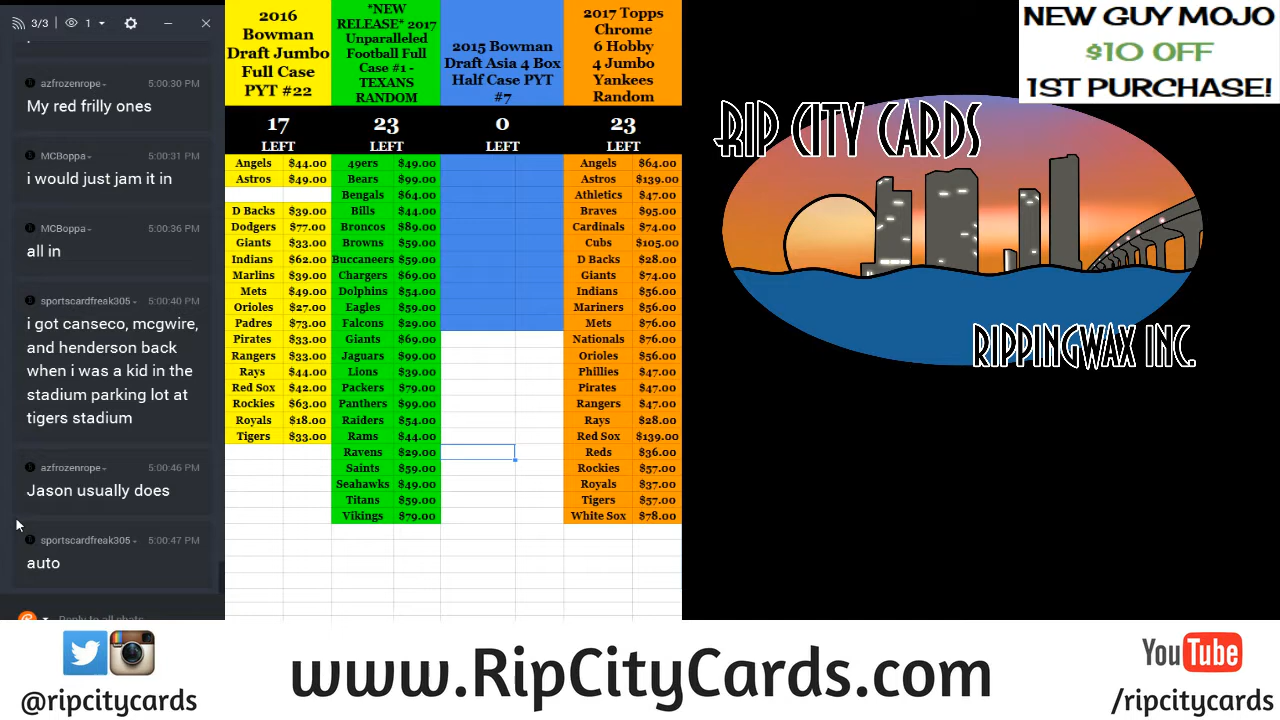 3/3
1
azfrozenrope 5:00:30 PM
My red frilly ones
MCBoppa 5:00:31 PM
i would just jam it in
MCBoppa 5:00:36 PM
all in
sportscardfreak305 5:00:40 PM
i got canseco, mcgwire,
and henderson back
when i was a kid in the
stadium parking lot at
tigers stadium
azfrozenrope 5:00:46 PM
Jason usually does
sportscardfreak305 5:00:47 PM
auto
Reply to all chats
2016
Bowman
Draft Jumbo
Full Case
PYT #22
17
LEFT
Angels $44.00
Astros $49.00
D Backs $39.00
Dodgers $77.00
Giants $33.00
Indians $62.00
Marlins $39.00
Mets $49.00
Orioles $27.00
Padres $73.00
Pirates $33.00
Rangers $33.00
Rays $44.00
Red Sox $42.00
Rockies $63.00
Royals $18.00
Tigers $33.00
*NEW
RELEASE* 2017
Unparalleled
Football Full
Case #1 -
TEXANS
RANDOM
23
LEFT
49ers $49.00
Bears $99.00
Bengals $64.00
Bills $44.00
Broncos $89.00
Browns $59.00
Buccaneers $59.00
Chargers $69.00
Dolphins $54.00
Eagles $59.00
Falcons $29.00
Giants $69.00
Jaguars $99.00
Lions $39.00
Packers $79.00
Panthers $99.00
Raiders $54.00
Rams $44.00
Ravens $29.00
Saints $59.00
Seahawks $49.00
Titans $59.00
Vikings $79.00
2015 Bowman
Draft Asia 4 Box
Half Case PYT
#7
0
LEFT
2017 Topps
Chrome
6 Hobby
4 Jumbo
Yankees
Random
23
LEFT
Angels $64.00
Astros $139.00
Athletics $47.00
Braves $95.00
Cardinals $74.00
Cubs $105.00
D Backs $28.00
Giants $74.00
Indians $56.00
Mariners $56.00
Mets $76.00
Nationals $76.00
Orioles $56.00
Phillies $47.00
Pirates $47.00
Rangers $47.00
Rays $28.00
Red Sox $139.00
Reds $36.00
Rockies $57.00
Royals $37.00
Tigers $57.00
White Sox $78.00
NEW GUY MOJO
$10 OFF
1ST PURCHASE!
RIP CITY CARDS
RIPPINGWAX INC.
@ripcitycards
www.RipCityCards.com
YouTube
/ripcitycards